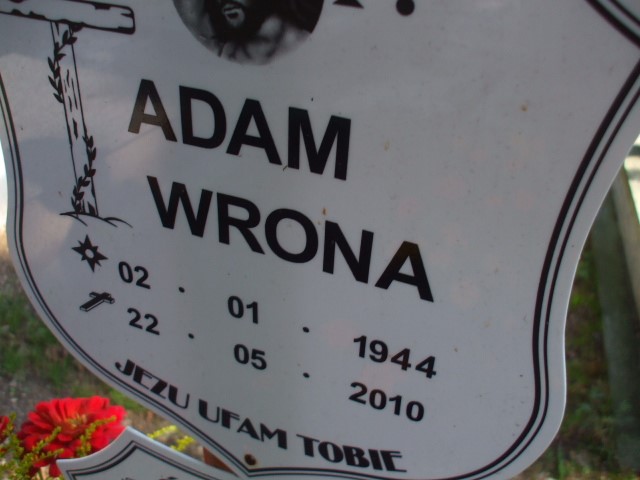 ADAM
WRONA
02 . 01 . 1944
22 . 05 . 2010
JEZU UFAM TOBIE